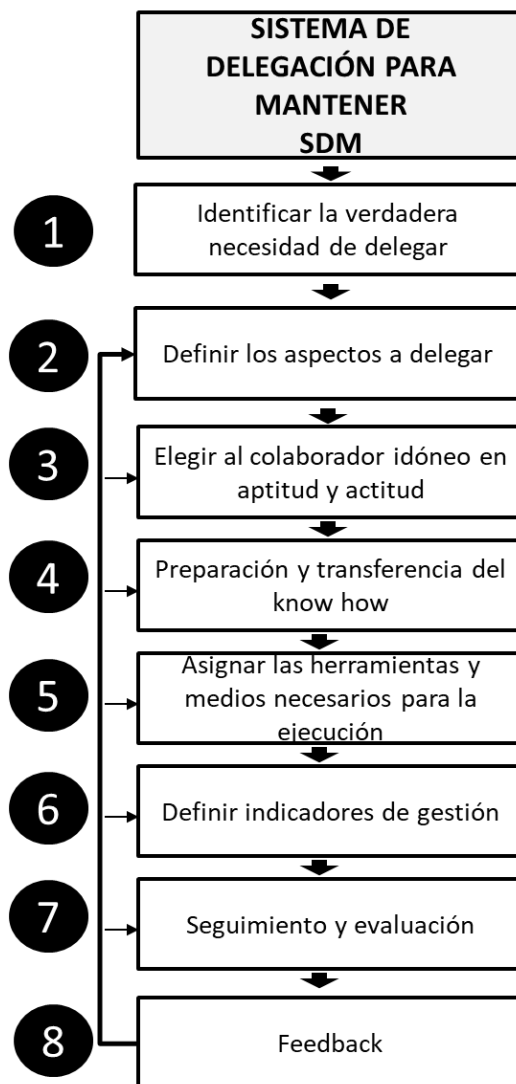 SISTEMA DE
DELEGACIÓN PARA
MANTENER
SDM
1
Identificar la verdadera
necesidad de delegar
2
Definir los aspectos a delegar
3
Elegir al colaborador idóneo en
aptitud y actitud
4
Preparación y transferencia del
know how
5
Asignar las herramientas y
medios necesarios para la
ejecución
6
Definir indicadores de gestión
7
Seguimiento y evaluación
8
Feedback